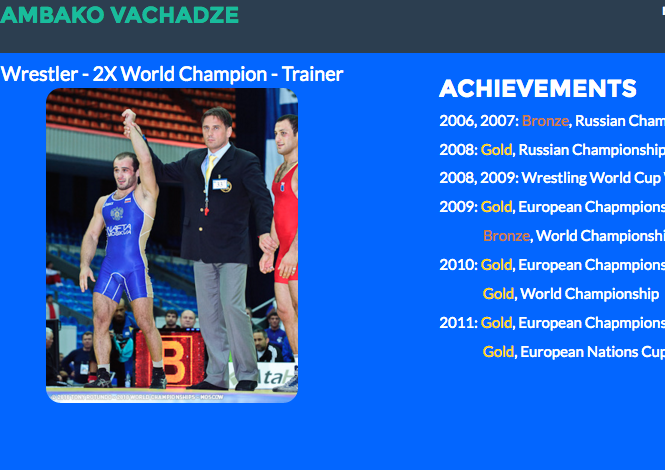 AMBAKO VACHADZE
Wrestler - 2X World Champion - Trainer
ACHIEVEMENTS
2006, 2007: Bronze, Russian Cham
2008: Gold, Russian Championship
2008, 2009: Wrestling World Cup
2009: Gold, European Chapmpions
Bronze, World Championshi
2010: Gold, European Chapmpions
Gold, World Championship
2011: Gold, European Chapmpions
Gold, European Nations Cup
NAFTA
MOSKVA
B